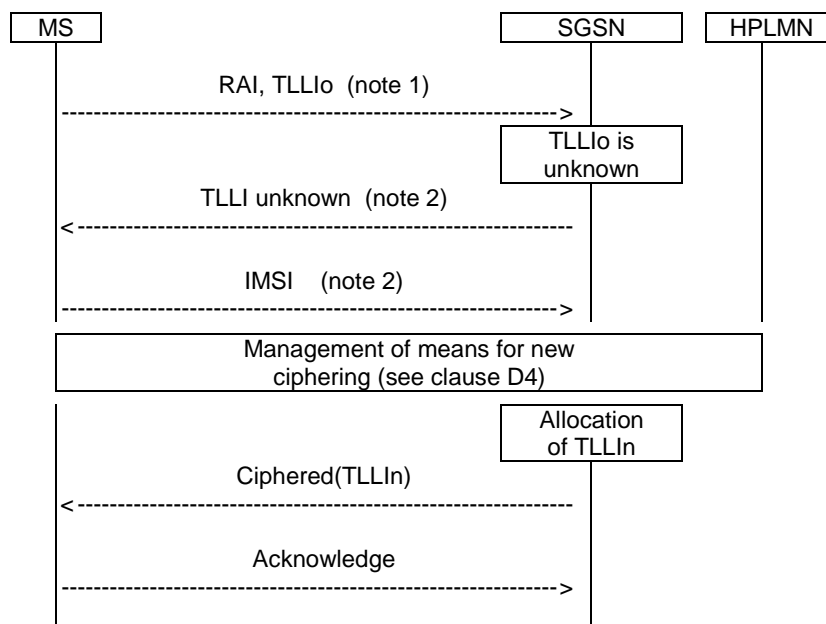 MS SGSN HPLMN
RAI, TLLIo (note 1)
-------------------------------------------------------------->
TLLIo is
unknown
TLLI unknown (note 2)
<--------------------------------------------------------------
IMSI (note 2)
-------------------------------------------------------------->
Management of means for new
ciphering (see clause D4)
Allocation
of TLLIn
Ciphered(TLLIn)
<--------------------------------------------------------------
Acknowledge
-------------------------------------------------------------->